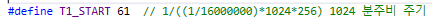 #define T1_START 61  // 1/((1/16000000)*1024*256) 1024 분주비 주기